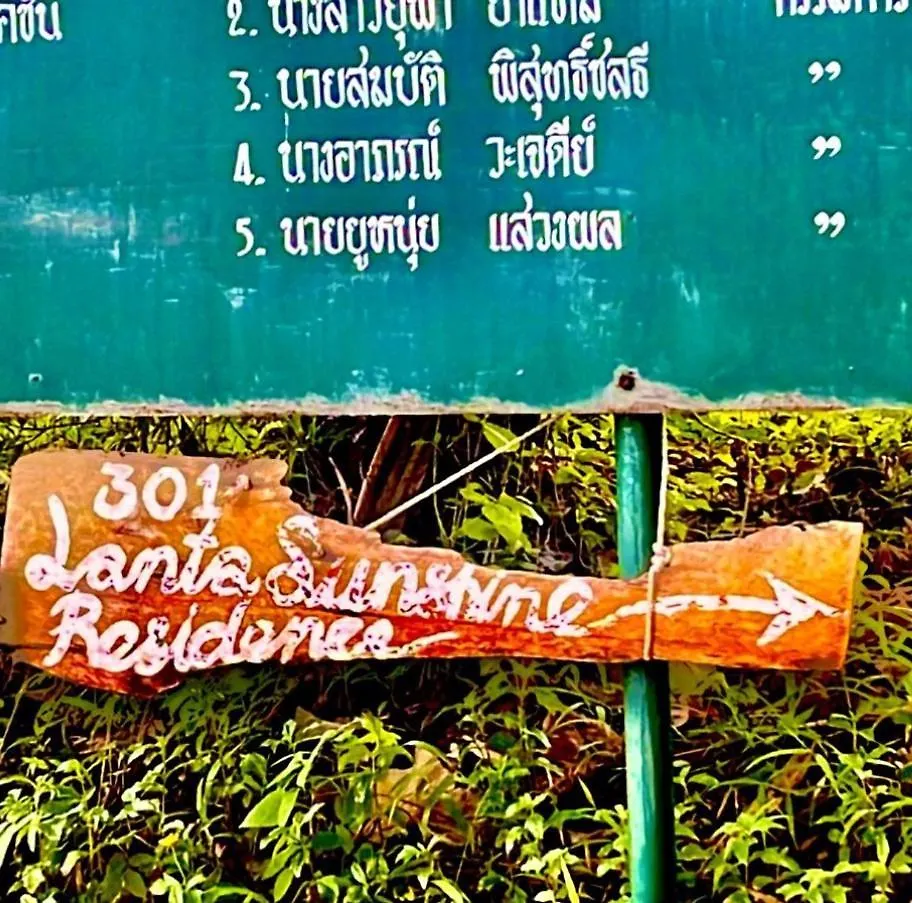 3. นายสมบัติ พิสุทธิ์ชลธี ”
4. นางอาภรณ์ วะเจดีย์ ”
5. นายยูหนุ่ย แสวงผล ”
301
Lanta Sunshine
Residence